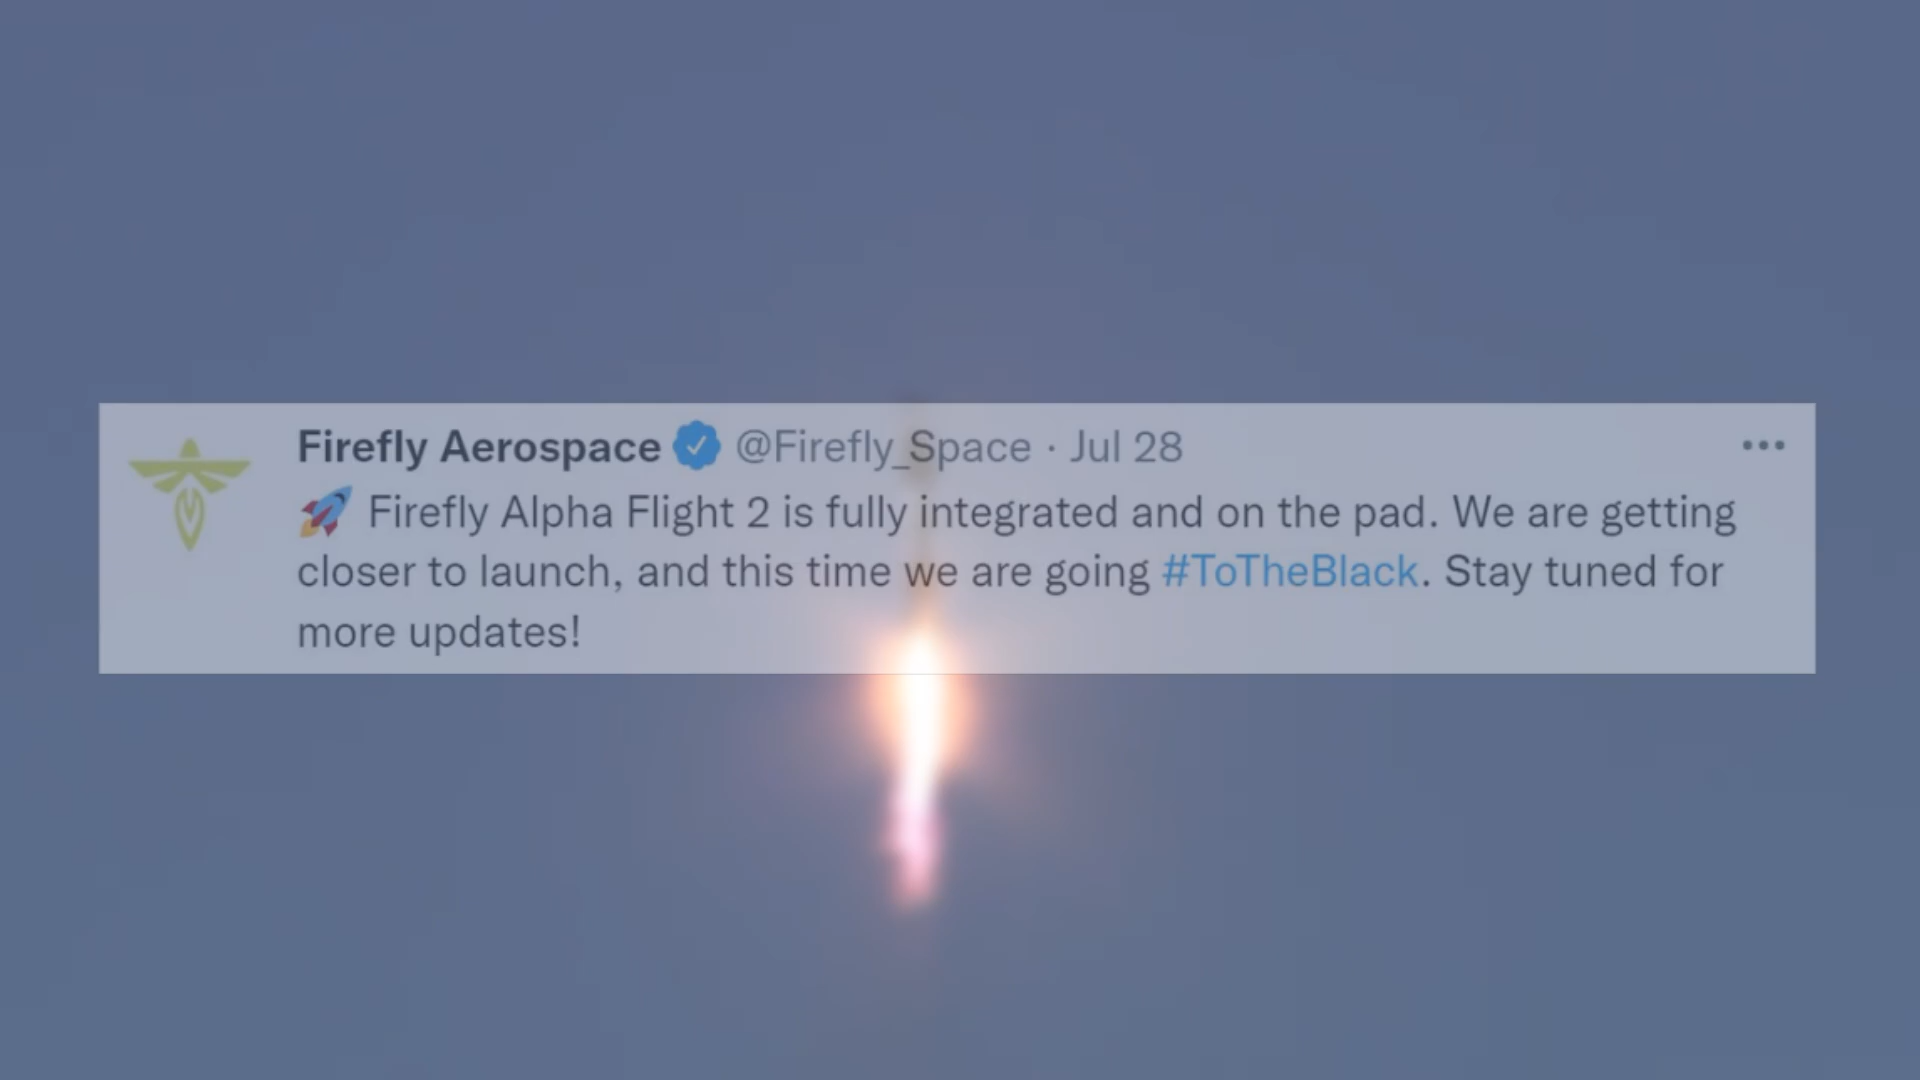 Firefly Aerospace @Firefly_Space · Jul 28
🚀 Firefly Alpha Flight 2 is fully integrated and on the pad. We are getting
closer to launch, and this time we are going #ToTheBlack. Stay tuned for
more updates!